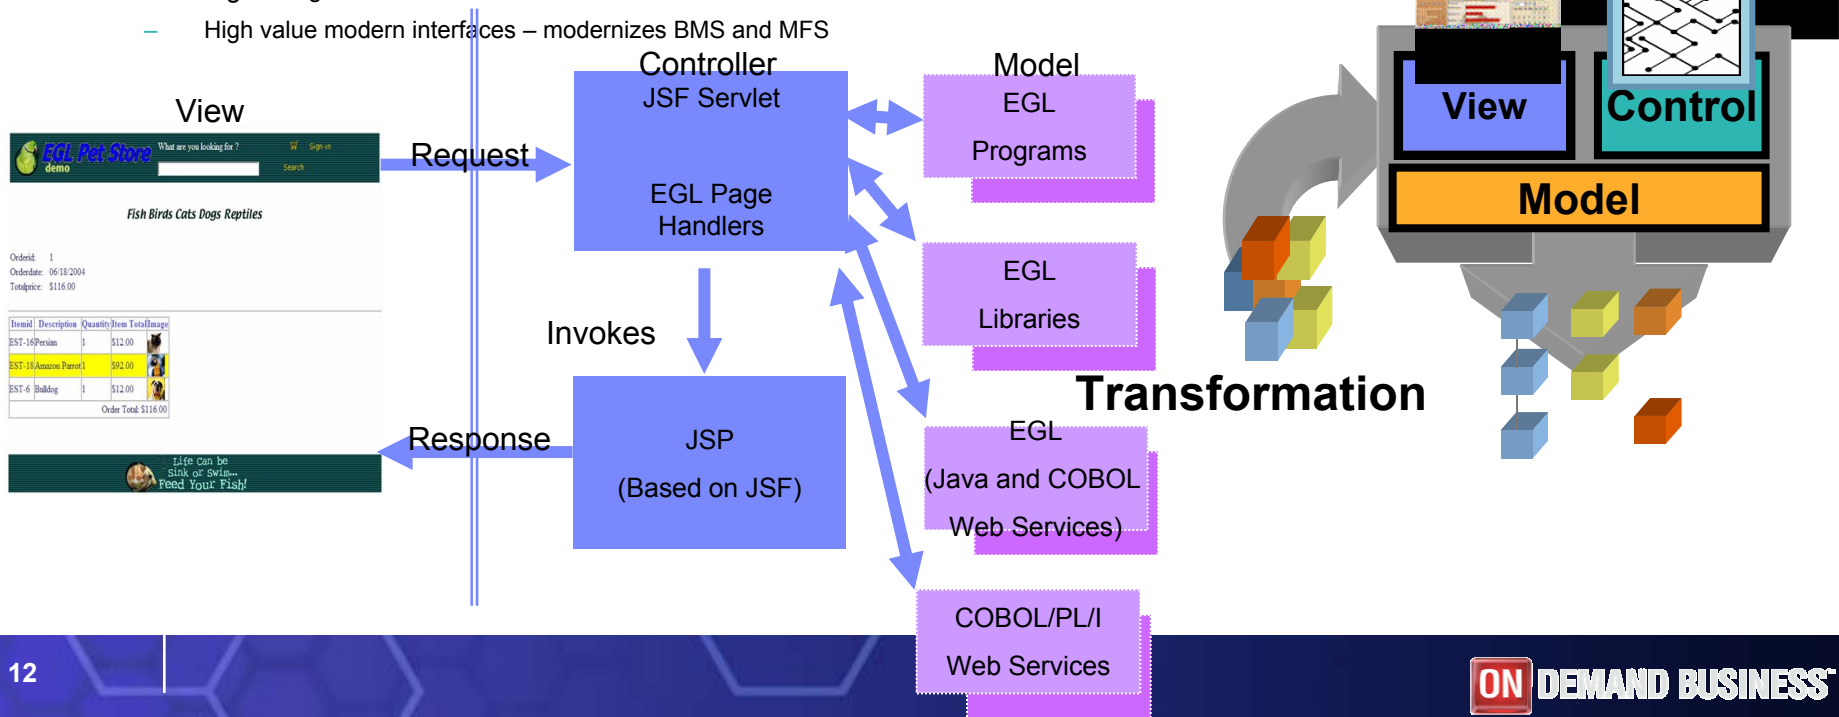 – High value modern interfaces – modernizes BMS and MFS
View
Controller
JSF Servlet
EGL Page
Handlers
Model
EGL
Programs
EGL
Libraries
EGL
(Java and COBOL
Web Services)
COBOL/PL/I
Web Services
Request
Invokes
JSP
(Based on JSF)
Response
EGL Pet Store
demo
What are you looking for ?
Sign-in
Search
Fish Birds Cats Dogs Reptiles
Orderid: 1
Orderdate: 06/18/2004
Totalprice: $116.00
Itemid Description Quantity Item Total Image
EST-16 Persian 1 $12.00
EST-18 Amazon Parrot 1 $92.00
EST-6 Bulldog 1 $12.00
Order Total: $116.00
Life Can be
Sink or Swim...
Feed Your Fish!
View
Control
Model
Transformation
12
ON DEMAND BUSINESS